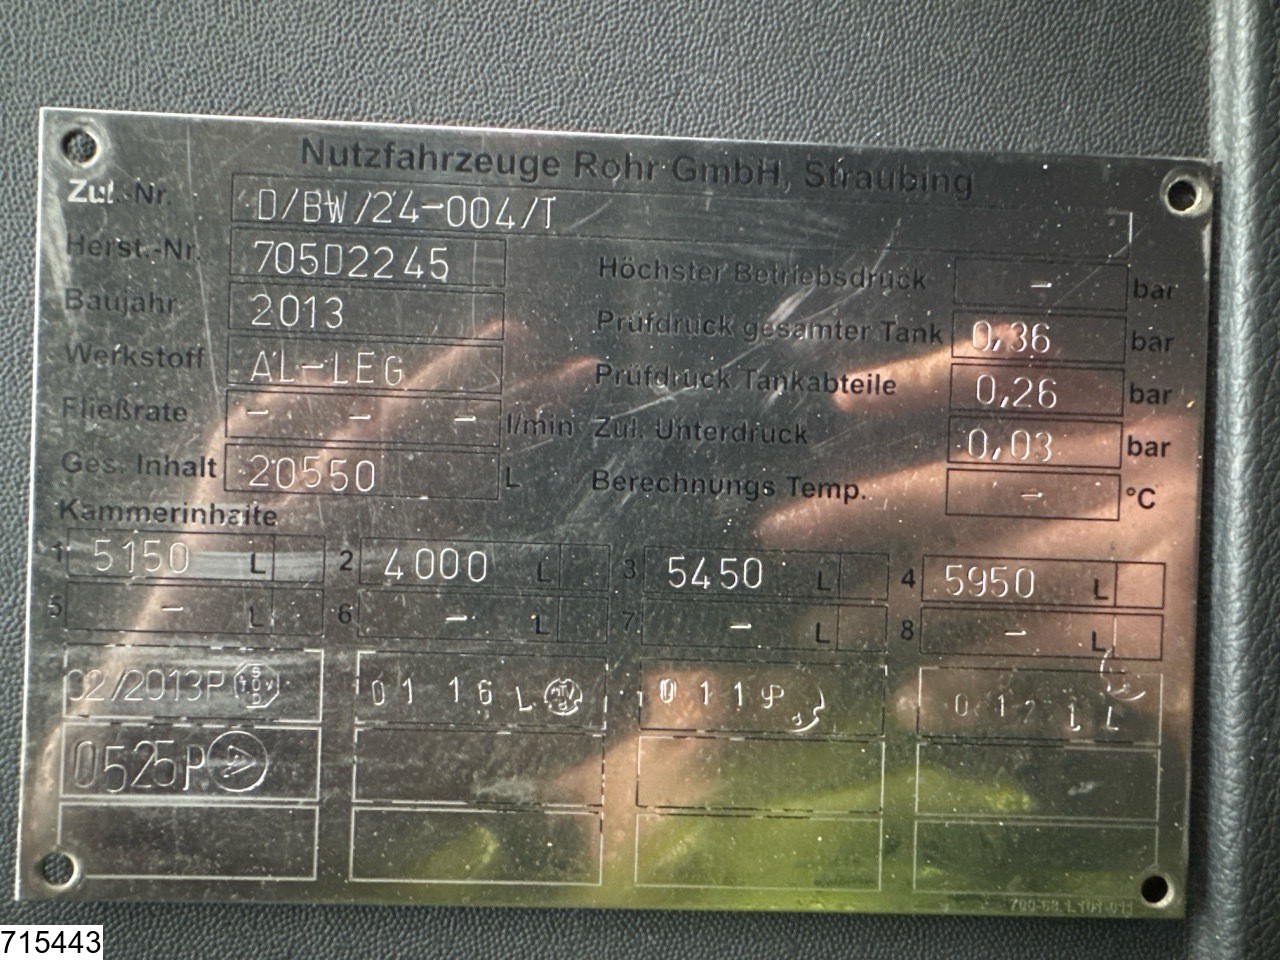 Nutzfahrzeuge Rohr GmbH, Straubing
Zul.-Nr. D/BW/24-004/T
Herst.-Nr. 705D2245
Baujahr 2013
Werkstoff AL-LEG
Fließrate - - - l/min
Ges. Inhalt 20550 L
Höchster Betriebsdruck - bar
Prüfdruck gesamter Tank 0,36 bar
Prüfdruck Tankabteile 0,26 bar
Zul. Unterdruck 0,03 bar
Berechnungs Temp. - °C
Kammerinhalte
1 5150 L 2 4000 L 3 5450 L 4 5950 L
5 - L 6 - L 7 - L 8 - L
02/2013P 01 16 L 0119P
0525P
715443